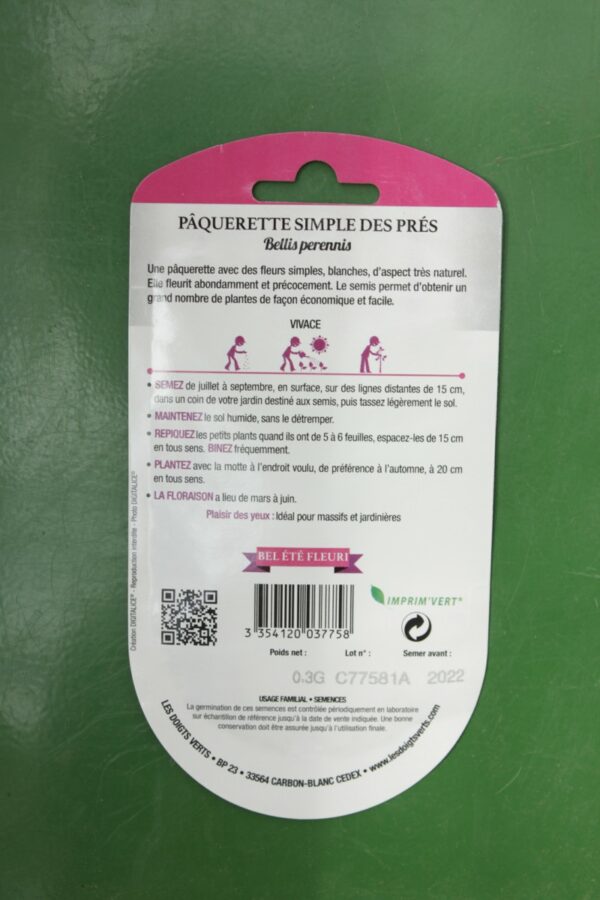 PÂQUERETTE SIMPLE DES PRÉS
Bellis perennis
Une pâquerette avec des fleurs simples, blanches, d'aspect très naturel.
Elle fleurit abondamment et précocement. Le semis permet d'obtenir un
grand nombre de plantes de façon économique et facile.
VIVACE
• SEMEZ de juillet à septembre, en surface, sur des lignes distantes de 15 cm,
dans un coin de votre jardin destiné aux semis, puis tassez légèrement le sol.
• MAINTENEZ le sol humide, sans le détremper.
• REPIQUEZ les petits plants quand ils ont de 5 à 6 feuilles, espacez-les de 15 cm
en tous sens. BINEZ fréquemment.
• PLANTEZ avec la motte à l'endroit voulu, de préférence à l'automne, à 20 cm
en tous sens.
• LA FLORAISON a lieu de mars à juin.
Plaisir des yeux : Idéal pour massifs et jardinières
BEL ÉTÉ FLEURI
Création DIGITALICE® - Reproduction interdite - Photo DIGITALICE®
3 354120 037758
IMPRIM'VERT®
Poids net : Lot n° : Semer avant :
0.3G C77581A 2022
USAGE FAMILIAL • SEMENCES
La germination de ces semences est contrôlée périodiquement en laboratoire
sur échantillon de référence jusqu'à la date de vente indiquée. Une bonne
conservation doit être assurée jusqu'à l'utilisation finale.
LES DOIGTS VERTS • BP 23 • 33564 CARBON-BLANC CEDEX • www.lesdoigtsverts.com